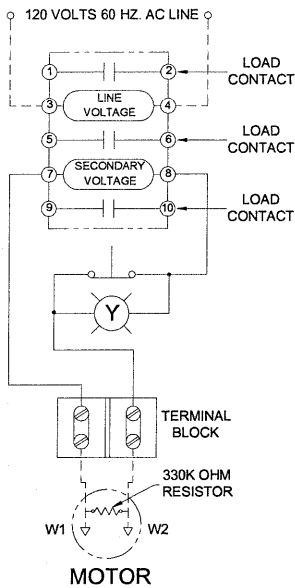 120 VOLTS 60 HZ. AC LINE
1
2
LOAD
CONTACT
3
LINE
VOLTAGE
4
5
6
LOAD
CONTACT
7
SECONDARY
VOLTAGE
8
9
10
LOAD
CONTACT
Y
TERMINAL
BLOCK
330K OHM
RESISTOR
W1
W2
MOTOR